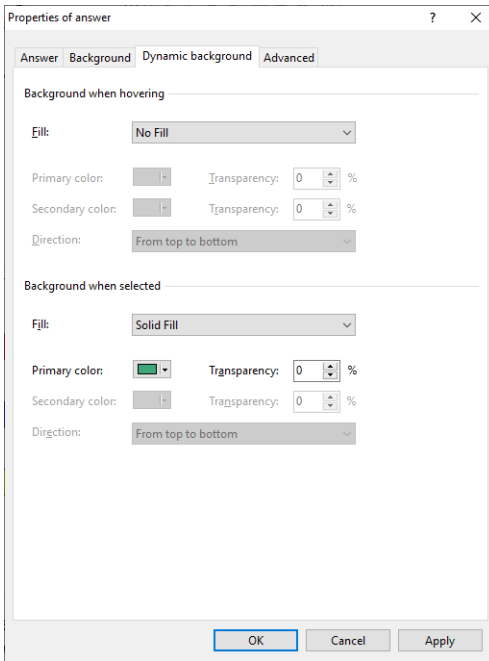 Properties of answer ?
Answer Background Dynamic background Advanced
Background when hovering
Fill: No Fill
Primary color: Transparency: 0 %
Secondary color: Transparency: 0 %
Direction: From top to bottom
Background when selected
Fill: Solid Fill
Primary color: Transparency: 0 %
Secondary color: Transparency: 0 %
Direction: From top to bottom
OK Cancel Apply